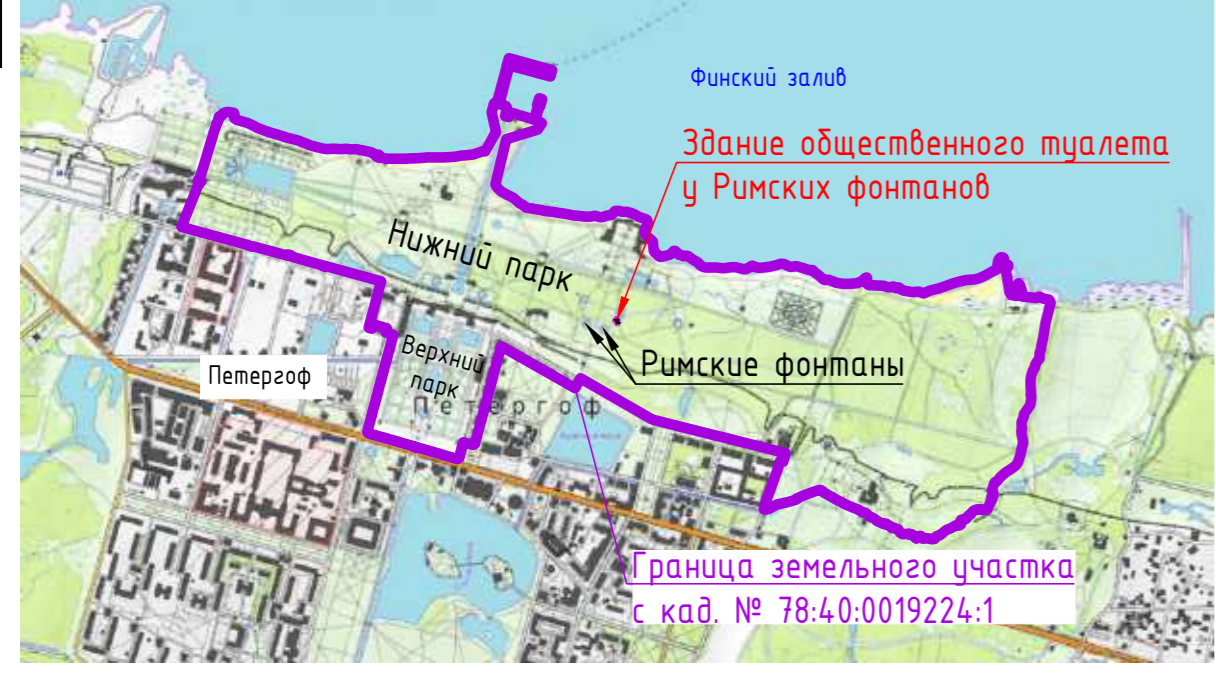 Финский залив
Здание общественного туалета
у Римских фонтанов
Нижний парк
Римские фонтаны
Верхний
парк
Петергоф
Петергоф
Граница земельного участка
с кад. № 78:40:0019224:1